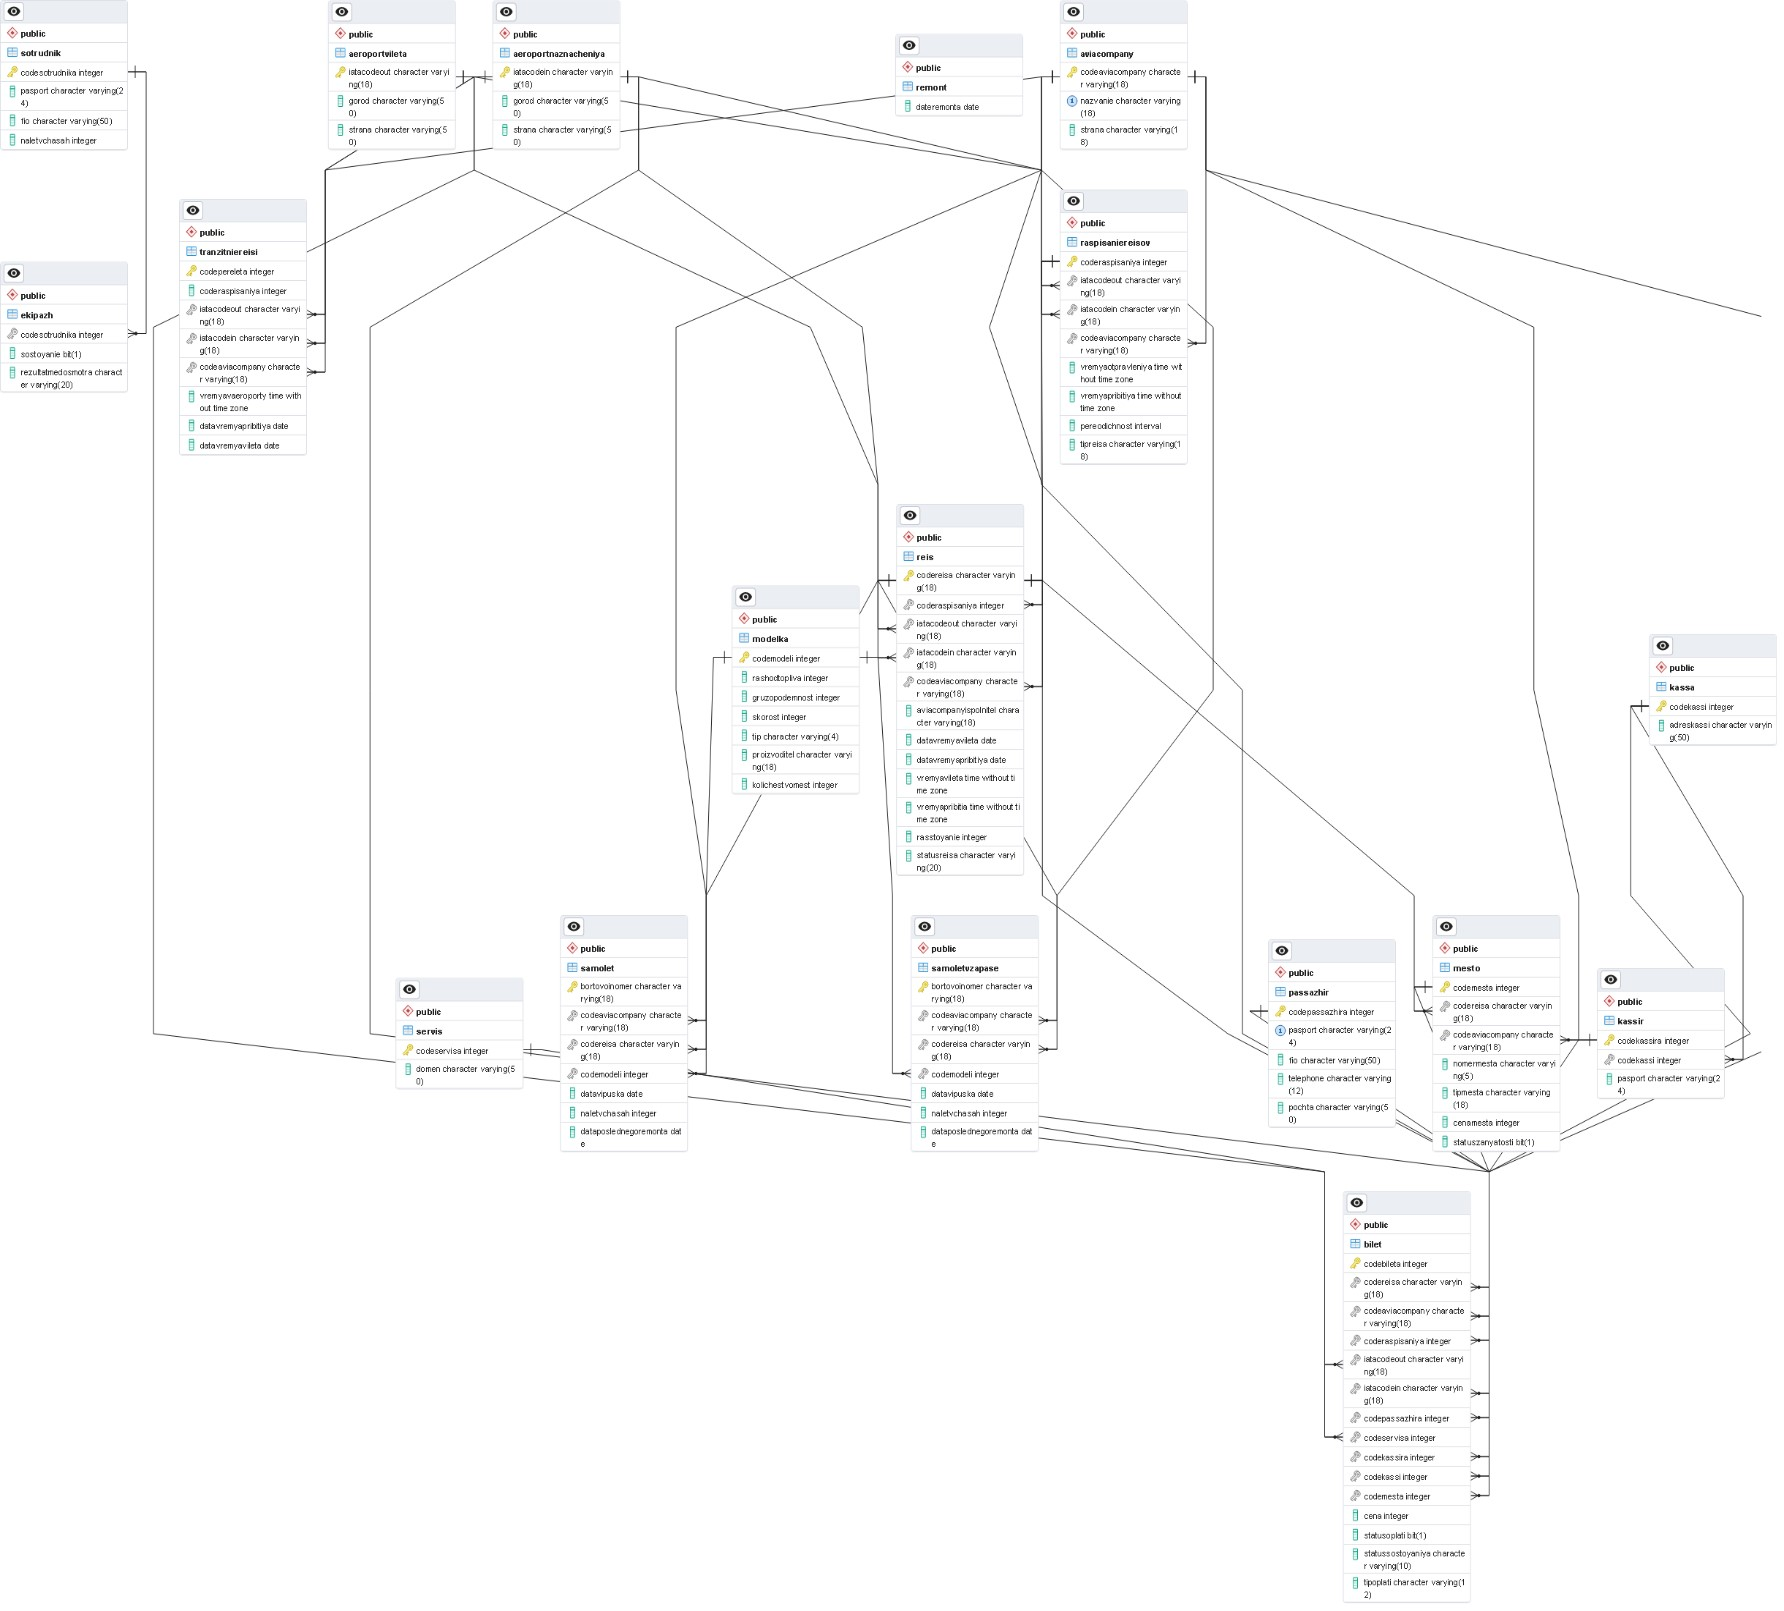 public
sotrudnik
codesotrudnika integer
pasport character varying(2
4)
fio character varying(50)
naletvchasah integer
public
aeroportvileta
iatacodeout character varyi
ng(18)
gorod character varying(5
0)
strana character varying(5
0)
public
aeroportnaznacheniya
iatacodein character varyin
g(18)
gorod character varying(5
0)
strana character varying(5
0)
public
remont
dateremonta date
public
aviacompany
codeaviacompany characte
r varying(18)
nazvanie character varying
(18)
strana character varying(1
8)
public
tranzitniereisi
codepereleta integer
coderaspisaniya integer
iatacodeout character varyi
ng(18)
iatacodein character varyin
g(18)
codeaviacompany characte
r varying(18)
vremyavaeroporty time with
out time zone
datavremyapribitiya date
datavremyavileta date
public
raspisaniereisov
coderaspisaniya integer
iatacodeout character varyi
ng(18)
iatacodein character varyin
g(18)
codeaviacompany characte
r varying(18)
vremyaotpravleniya time wit
hout time zone
vremyapribitiya time without
time zone
pereodichnost interval
tipreisa character varying(1
8)
public
ekipazh
codesotrudnika integer
sostoyanie bit(1)
rezultatmedosmotra charact
er varying(20)
public
reis
codereisa character varyin
g(18)
coderaspisaniya integer
iatacodeout character varyi
ng(18)
iatacodein character varyin
g(18)
codeaviacompany characte
r varying(18)
aviacompanyispolnitel chara
cter varying(18)
datavremyavileta date
datavremyapribitiya date
vremyavileta time without ti
me zone
vremyapribitia time without ti
me zone
rasstoyanie integer
statusreisa character varyi
ng(20)
public
modelka
codemodeli integer
rashodtopliva integer
gruzopodemnost integer
skorost integer
tip character varying(4)
proizvoditel character varyi
ng(18)
kolichestvomest integer
public
kassa
codekassi integer
adreskassi character varyin
g(50)
public
servis
codeservisa integer
domen character varying(5
0)
public
samolet
bortovoinomer character va
rying(18)
codeaviacompany characte
r varying(18)
codereisa character varyin
g(18)
codemodeli integer
datavipuska date
naletvchasah integer
dataposlednegoremonta dat
e
public
samoletvzapase
bortovoinomer character va
rying(18)
codeaviacompany characte
r varying(18)
codereisa character varyin
g(18)
codemodeli integer
datavipuska date
naletvchasah integer
dataposlednegoremonta dat
e
public
passazhir
codepassazhira integer
pasport character varying(2
4)
fio character varying(50)
telephone character varying
(12)
pochta character varying(5
0)
public
mesto
codemesta integer
codereisa character varyin
g(18)
codeaviacompany characte
r varying(18)
nomermesta character varyi
ng(5)
tipmesta character varying
(18)
cenamesta integer
statuszanyatosti bit(1)
public
kassir
codekassira integer
codekassi integer
pasport character varying(2
4)
public
bilet
codebileta integer
codereisa character varyin
g(18)
codeaviacompany characte
r varying(18)
coderaspisaniya integer
iatacodeout character varyi
ng(18)
iatacodein character varyin
g(18)
codepassazhira integer
codeservisa integer
codekassira integer
codekassi integer
codemesta integer
cena integer
statusoplati bit(1)
statussostoyaniya characte
r varying(10)
tipoplati character varying(1
2)